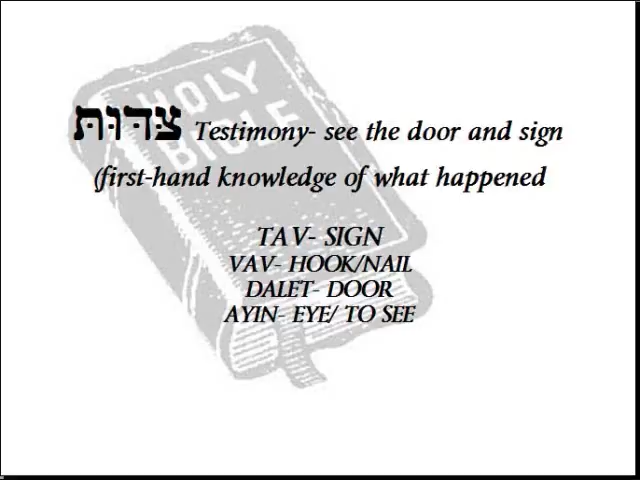 HOLY
BIBLE
צּדּוּתּ Testimony- see the door and sign
(first-hand knowledge of what happened
TAV- SIGN
VAV- HOOK/NAIL
DALET- DOOR
AYIN- EYE/ TO SEE